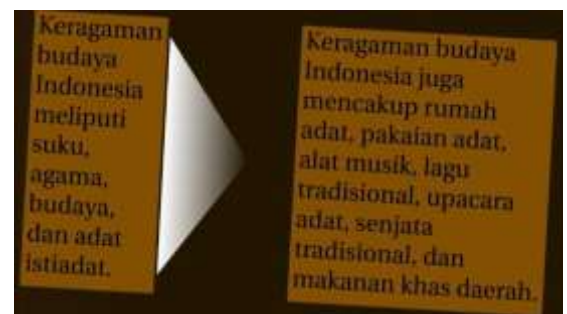 Keragaman
budaya
Indonesia
meliputi
suku,
agama,
budaya,
dan adat
istiadat.
Keragaman budaya
Indonesia juga
mencakup rumah
adat, pakaian adat,
alat musik, lagu
tradisional, upacara
adat, senjata
tradisional, dan
makanan khas daerah.